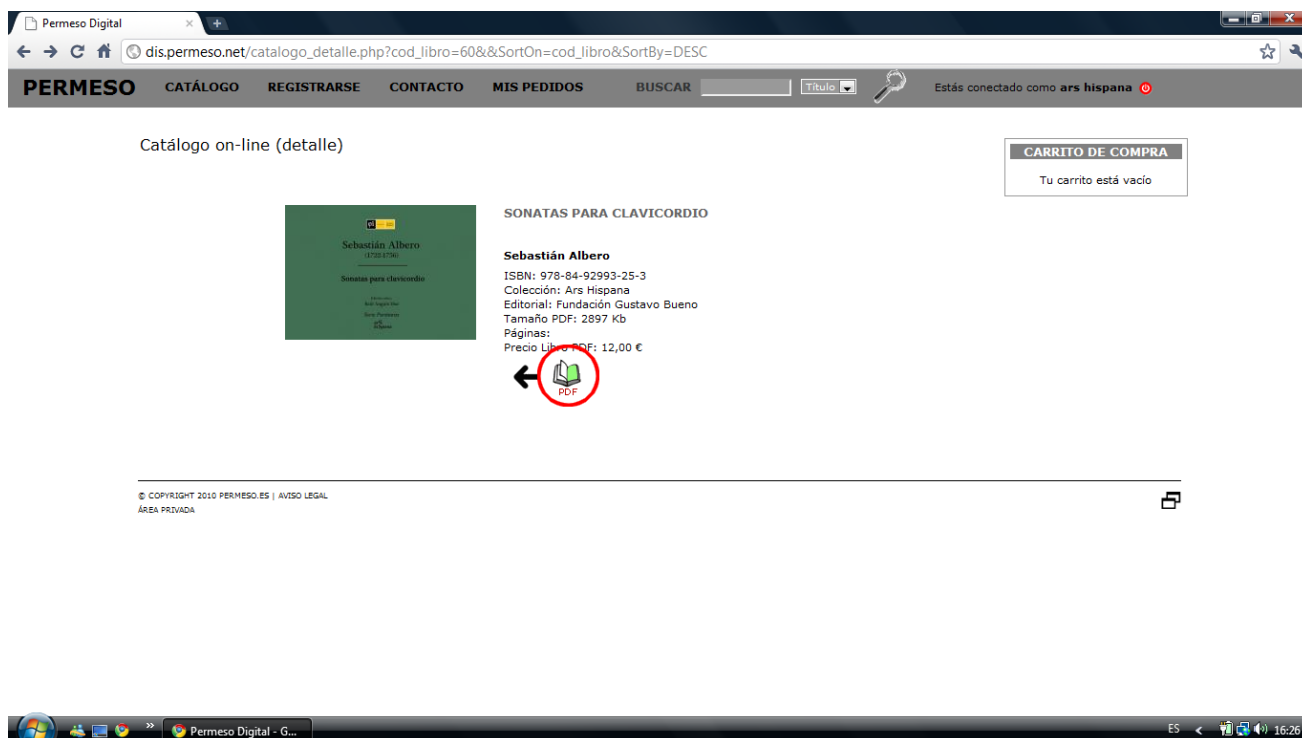 Permeso Digital
dis.permeso.net/catalogo_detalle.php?cod_libro=60&&SortOn=cod_libro&SortBy=DESC
PERMESO CATÁLOGO REGISTRARSE CONTACTO MIS PEDIDOS BUSCAR Título Estás conectado como ars hispana
Catálogo on-line (detalle)
CARRITO DE COMPRA
Tu carrito está vacío
Sebastián Albero
Sonatas para clavicordio
SONATAS PARA CLAVICORDIO
Sebastián Albero
ISBN: 978-84-92993-25-3
Colección: Ars Hispana
Editorial: Fundación Gustavo Bueno
Tamaño PDF: 2897 Kb
Páginas:
Precio Libro PDF: 12,00 €
PDF
© COPYRIGHT 2010 PERMESO.ES | AVISO LEGAL
ÁREA PRIVADA
Permeso Digital - G...
ES
16:26